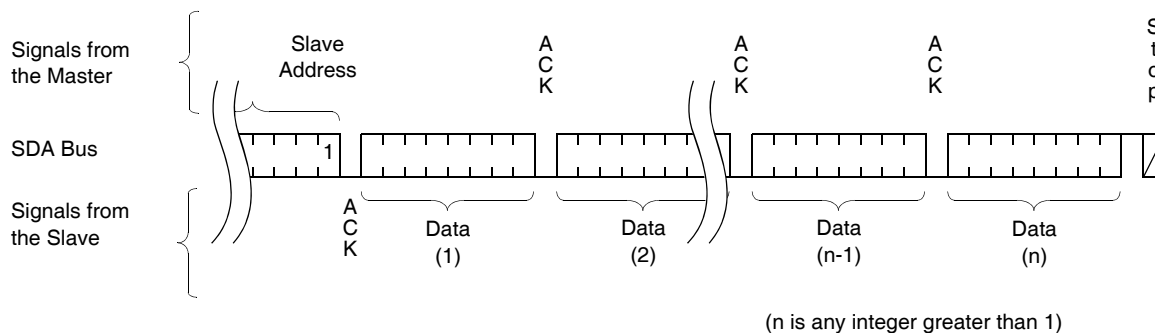 Signals from
the Master
Slave
Address
A
C
K
A
C
K
A
C
K
S
t
o
p
SDA Bus
1
Signals from
the Slave
A
C
K
Data
(1)
Data
(2)
Data
(n-1)
Data
(n)
(n is any integer greater than 1)